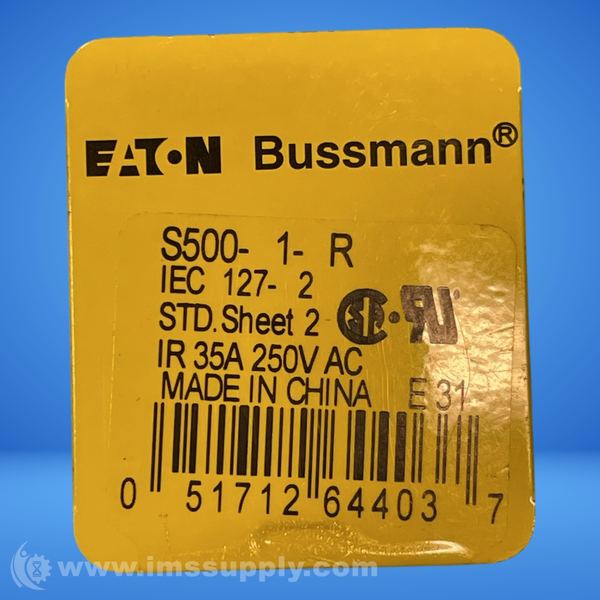 EATON Bussmann®
S500- 1- R
IEC 127- 2
STD. Sheet 2
IR 35A 250V AC
MADE IN CHINA E 31
0 51712 64403 7
www.imssupply.com